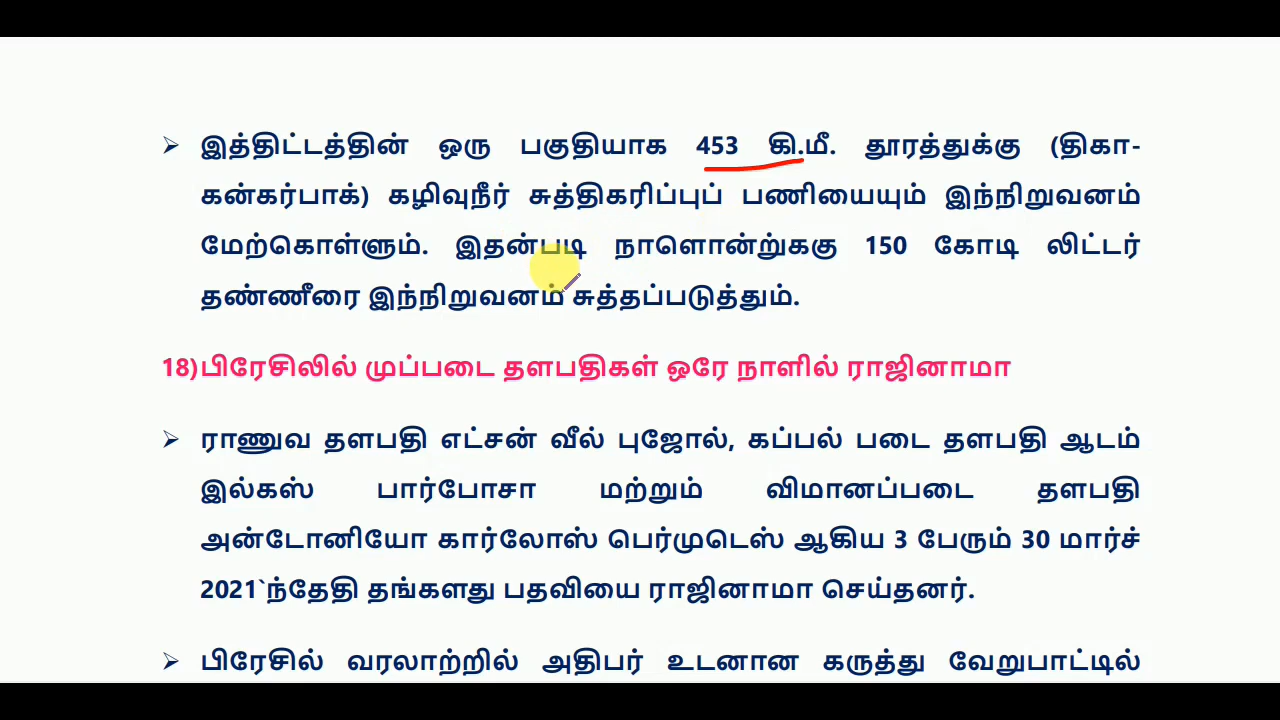 ➢ இத்திட்டத்தின் ஒரு பகுதியாக 453 கி.மீ. தூரத்துக்கு (திகா-
கன்கர்பாக்) கழிவுநீர் சுத்திகரிப்புப் பணியையும் இந்நிறுவனம்
மேற்கொள்ளும். இதன்படி நாளொன்ற்குகு 150 கோடி லிட்டர்
தண்ணீரை இந்நிறுவனம் சுத்தப்படுத்தும்.
18)பிரேசிலில் முப்படை தளபதிகள் ஒரே நாளில் ராஜினாமா
➢ ராணுவ தளபதி எட்சன் வீல் புஜோல், கப்பல் படை தளபதி ஆடம்
இல்கஸ் பார்போசா மற்றும் விமானப்படை தளபதி
அன்டோனியோ கார்லோஸ் பெர்முடெஸ் ஆகிய 3 பேரும் 30 மார்ச்
2021`ந்தேதி தங்களது பதவியை ராஜினாமா செய்தனர்.
➢ பிரேசில் வரலாற்றில் அதிபர் உடனான கருத்து வேறுபாட்டில்